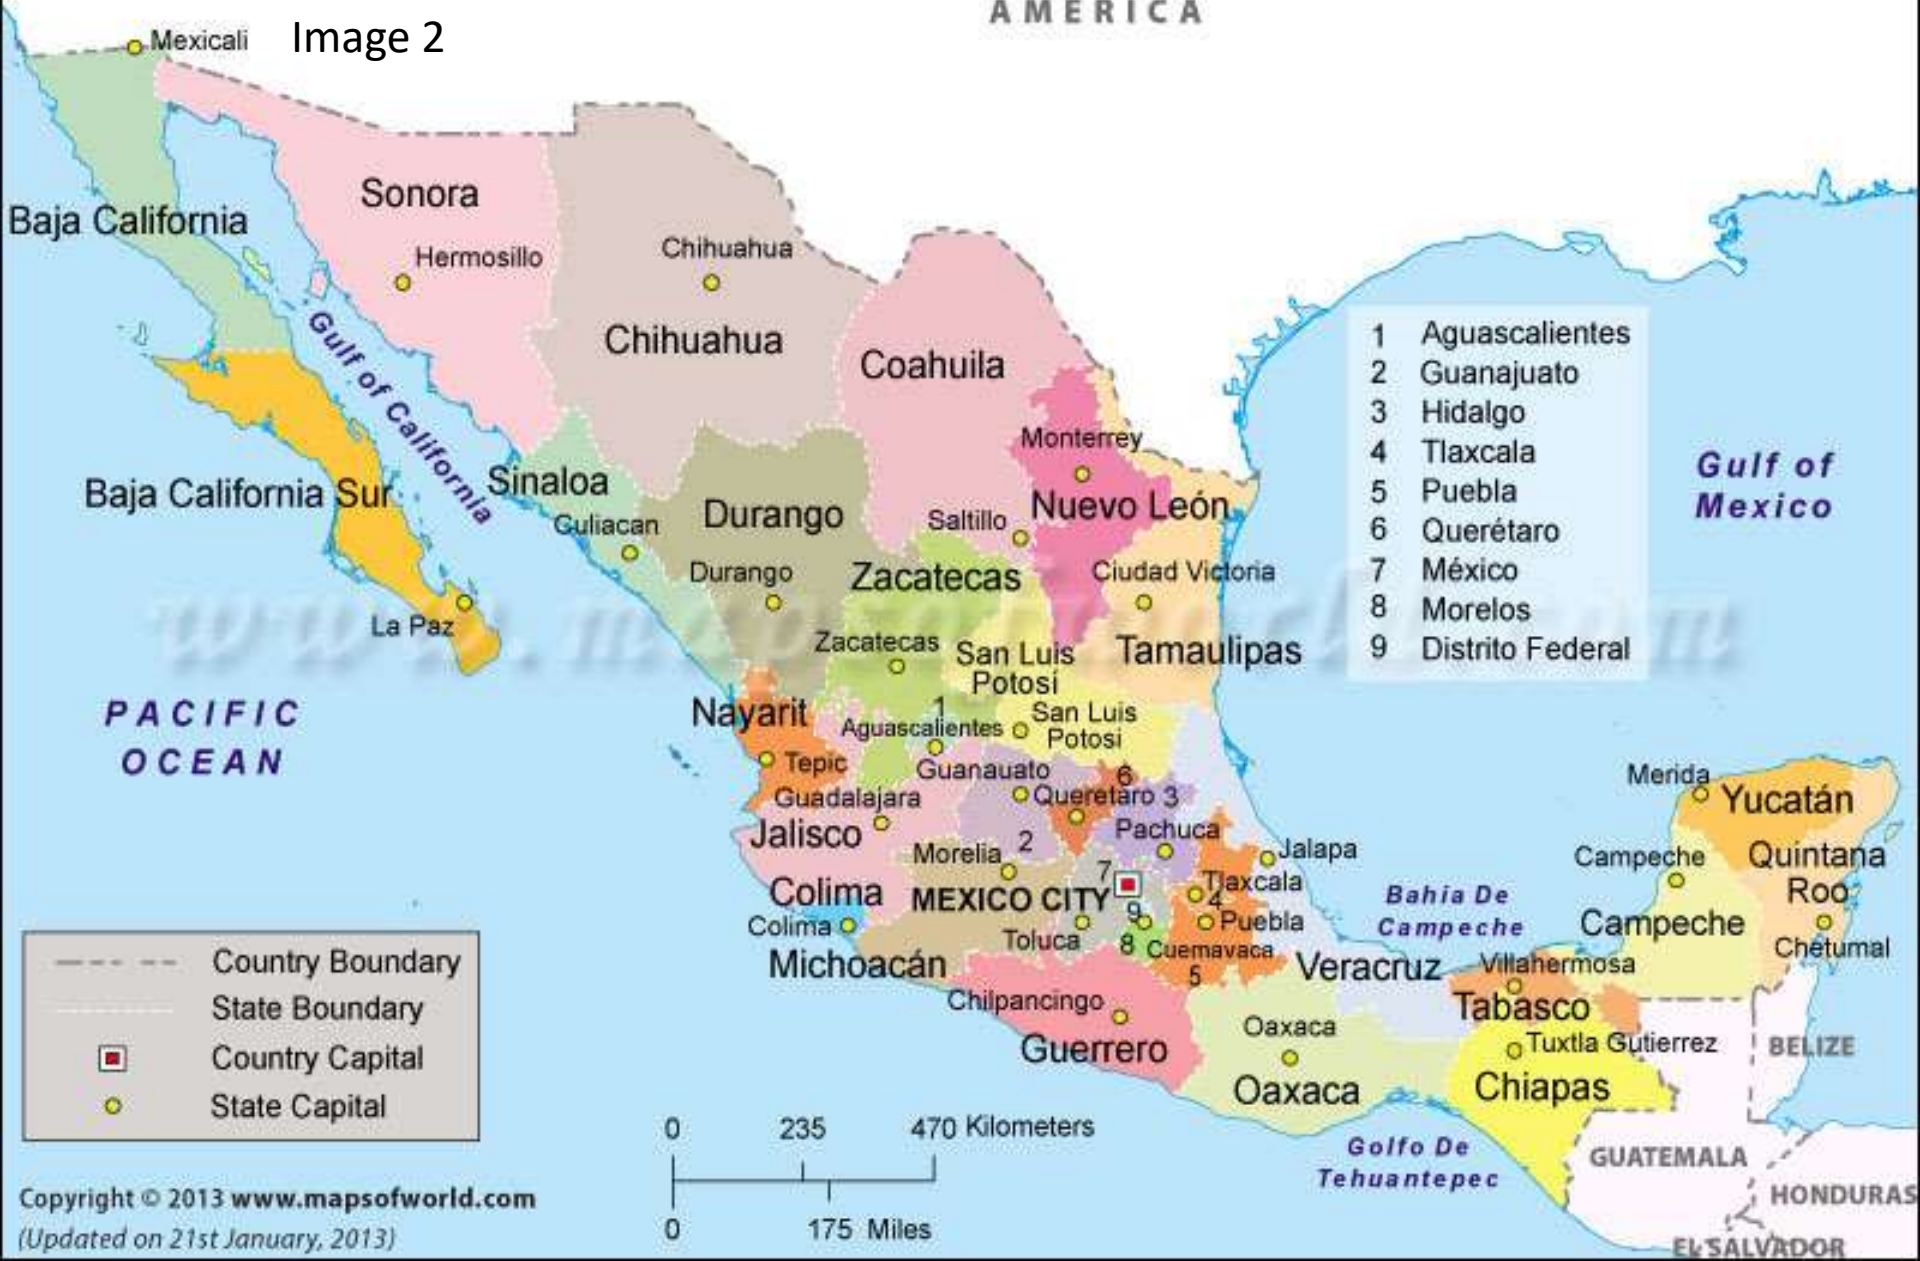 AMERICA
Mexicali
Image 2
Sonora
Baja California
Hermosillo
Chihuahua
Chihuahua
Coahuila
Gulf of California
1 Aguascalientes
2 Guanajuato
3 Hidalgo
4 Tlaxcala
5 Puebla
6 Querétaro
7 México
8 Morelos
9 Distrito Federal
Gulf of
Mexico
Monterrey
Nuevo León
Baja California Sur
Sinaloa
Guliacan
Durango
Durango
Saltillo
Zacatecas
Ciudad Victoria
www.mapsofworld.com
La Paz
Zacatecas
San Luis
Potosí
Tamaulipas
PACIFIC
OCEAN
Nayarit
1
Aguascalientes
San Luis
Potosi
Tepic
Guanauato
6
Queretaro
3
Guadalajara
Jalisco
2
Pachuca
Morelia
Jalapa
Merida
Yucatán
Campeche
Quintana
Roo
Colima
MEXICO CITY
7
Tlaxcala
4
9
Puebla
Bahia De
Campeche
Campeche
Chetumal
Colima
Toluca
8
Cuemavaca
5
Michoacán
Veracruz
Villahermosa
Tabasco
Chilpancingo
Guerrero
Oaxaca
Oaxaca
Tuxtla Gutierrez
Chiapas
BELIZE
Golfo De
Tehuantepec
GUATEMALA
HONDURAS
EL SALVADOR
Country Boundary
State Boundary
Country Capital
State Capital
0 235 470 Kilometers
0 175 Miles
Copyright © 2013 www.mapsofworld.com
(Updated on 21st January, 2013)